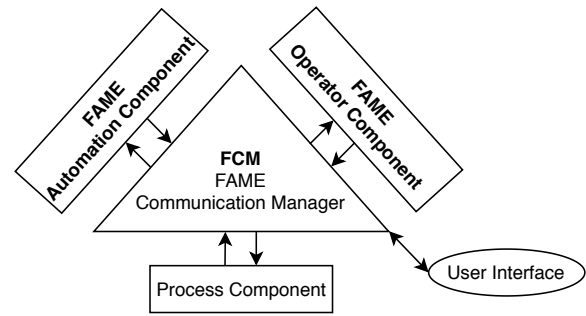 FAME
Automation Component
FAME
Operator Component
FCM
FAME
Communication Manager
Process Component
User Interface